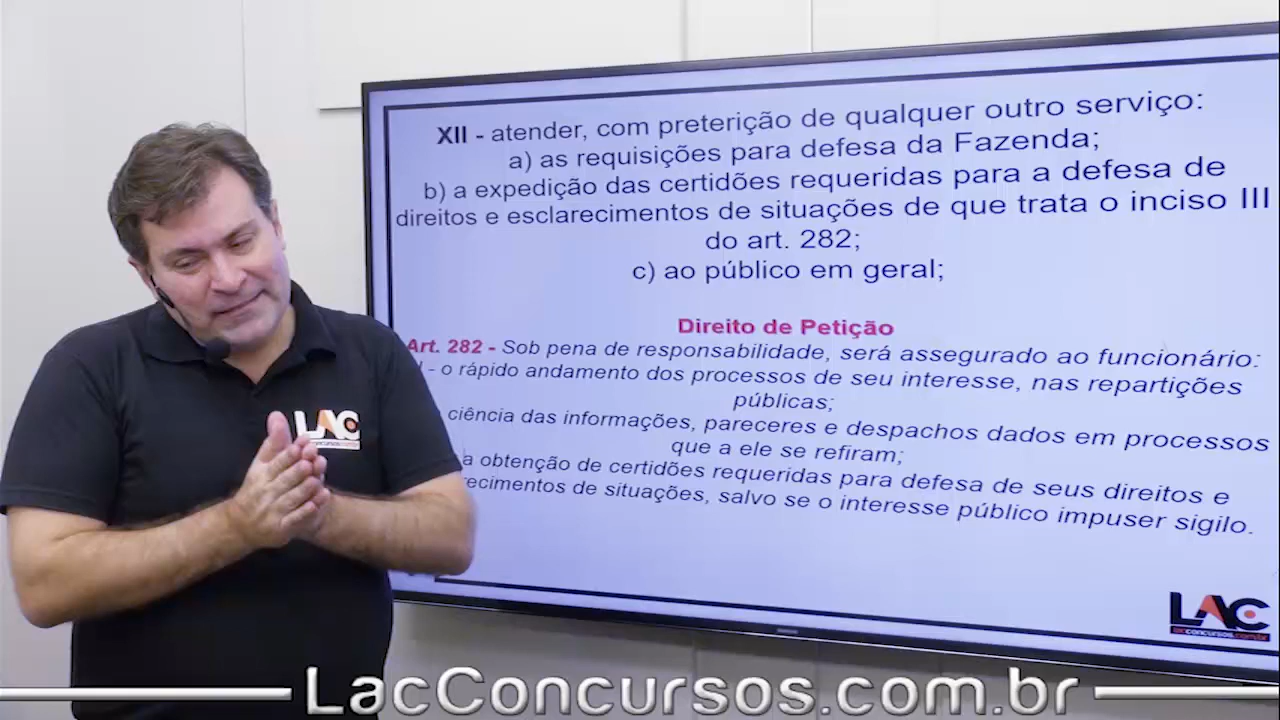 XII - atender, com preterição de qualquer outro serviço:
a) as requisições para defesa da Fazenda;
b) a expedição das certidões requeridas para a defesa de
direitos e esclarecimentos de situações de que trata o inciso III
do art. 282;
c) ao público em geral;
Direito de Petição
Art. 282 - Sob pena de responsabilidade, será assegurado ao funcionário:
- o rápido andamento dos processos de seu interesse, nas repartições
públicas;
ciência das informações, pareceres e despachos dados em processos
que a ele se refiram;
a obtenção de certidões requeridas para defesa de seus direitos e
recimentos de situações, salvo se o interesse público impuser sigilo.
LAC
LAC
lacconcursos.com.br
LacConcursos.com.br